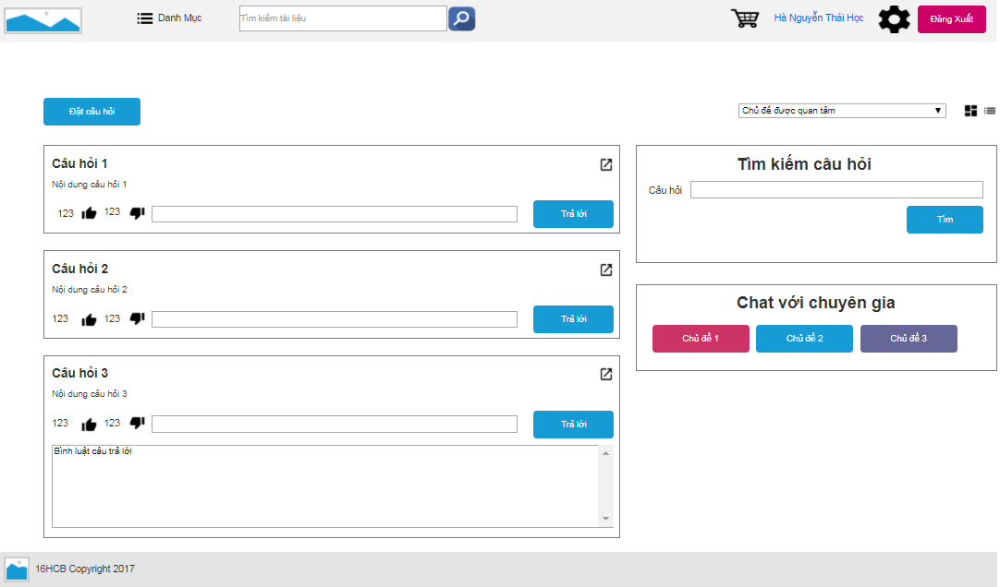 Danh Mục
Tìm kiếm tài liệu
Hà Nguyễn Thái Học
Đăng Xuất
Đặt câu hỏi
Chủ đề được quan tâm
Câu hỏi 1
Nội dung câu hỏi 1
123
123
Trả lời
Câu hỏi 2
Nội dung câu hỏi 2
123
123
Trả lời
Câu hỏi 3
Nội dung câu hỏi 3
123
123
Trả lời
Bình luật câu trả lời
Tìm kiếm câu hỏi
Câu hỏi
Tìm
Chat với chuyên gia
Chủ đề 1
Chủ đề 2
Chủ đề 3
16HCB Copyright 2017